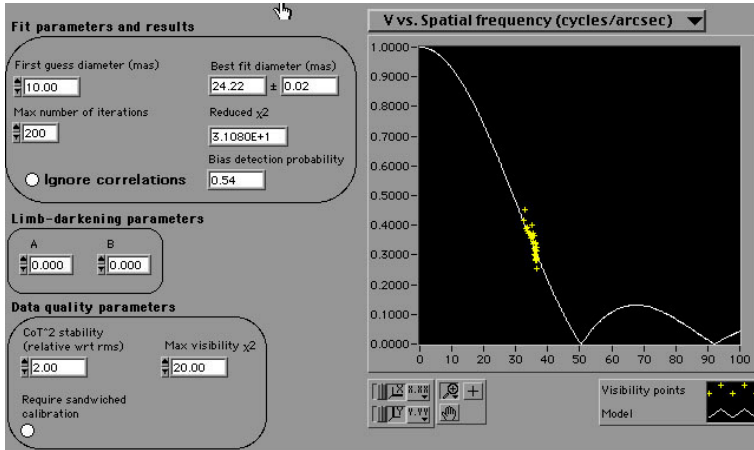 Fit parameters and results
First guess diameter (mas)
10.00
Best fit diameter (mas)
24.22 ± 0.02
Max number of iterations
200
Reduced χ2
3.1080E+1
Bias detection probability
0.54
Ignore correlations
Limb-darkening parameters
A B
0.000 0.000
Data quality parameters
CoT^2 stability
(relative wrt rms)
2.00
Max visibility χ2
20.00
Require sandwiched
calibration
V vs. Spatial frequency (cycles/arcsec)
1.0000
0.9000
0.8000
0.7000
0.6000
0.5000
0.4000
0.3000
0.2000
0.1000
0.0000
0 10 20 30 40 50 60 70 80 90 100
X X.XX
Y Y.YY
Visibility points
Model